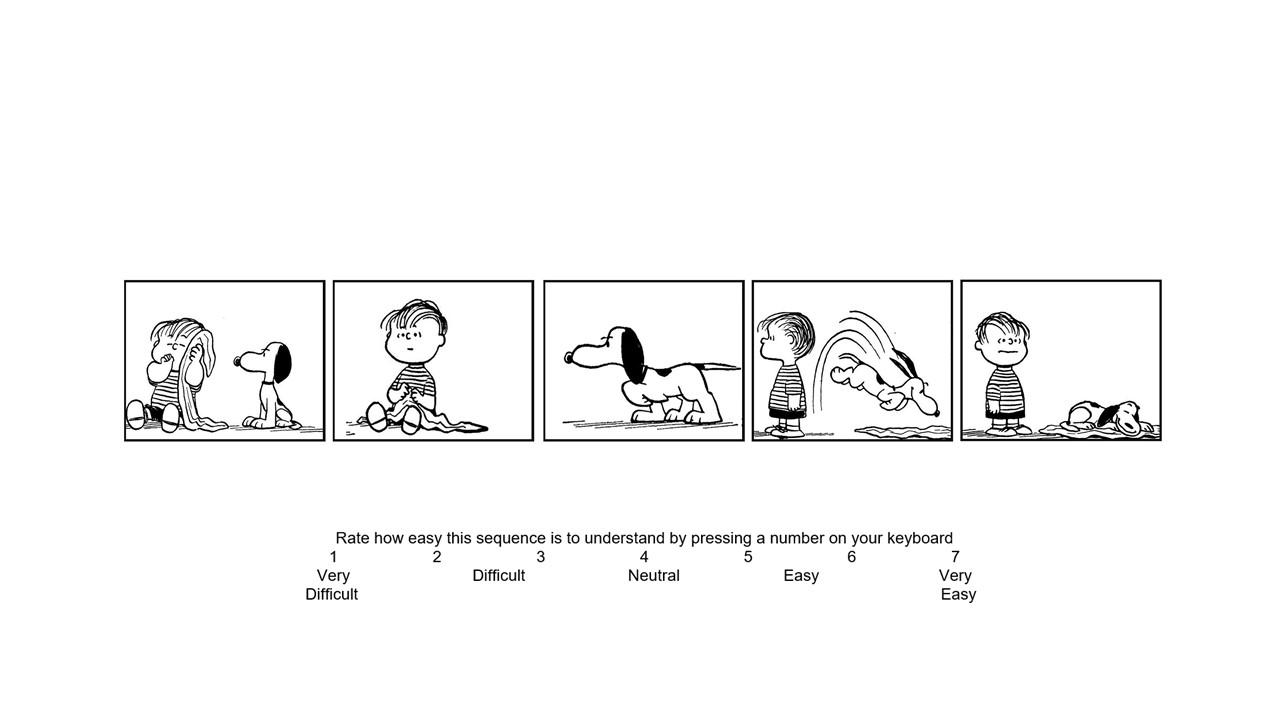 Rate how easy this sequence is to understand by pressing a number on your keyboard
1 2 3 4 5 6 7
Very Difficult Neutral Easy Very
Difficult Easy